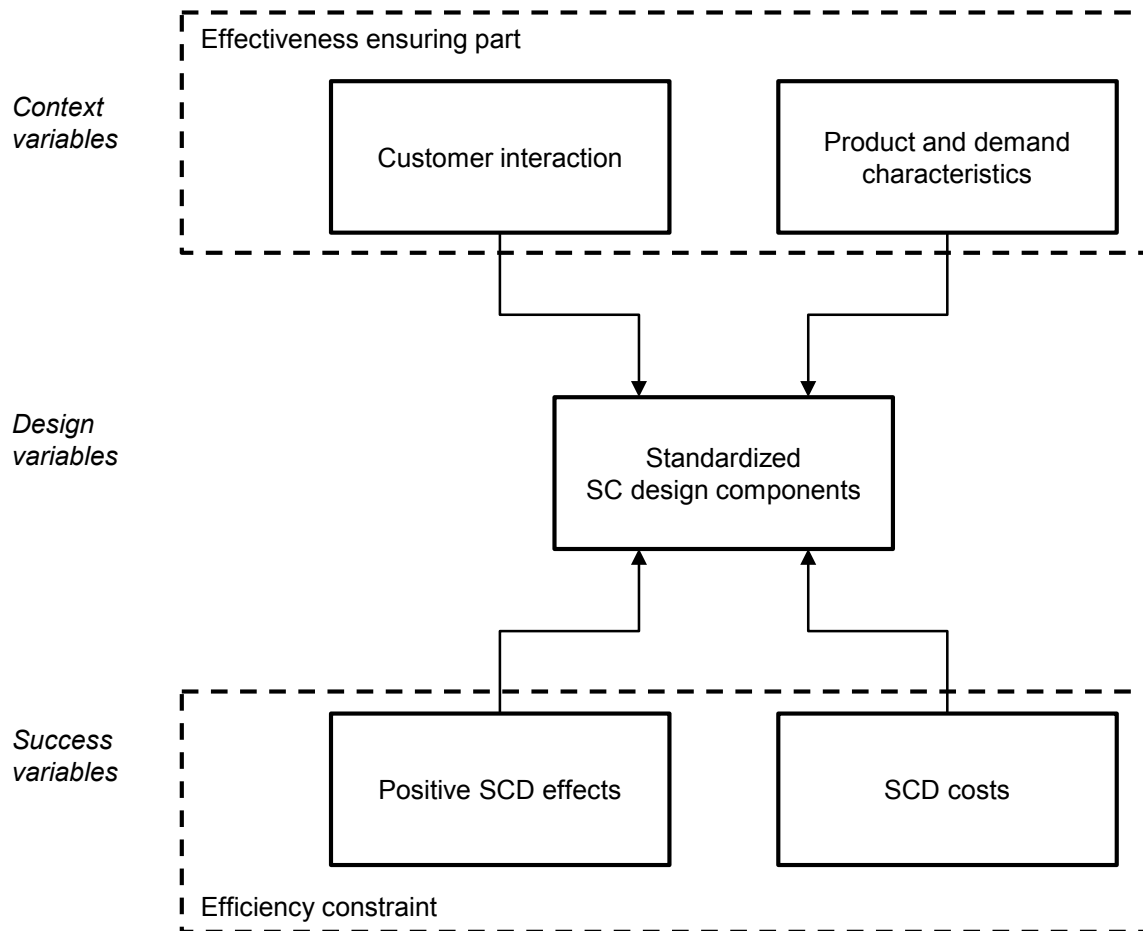 Effectiveness ensuring part
Context
variables
Customer interaction
Product and demand
characteristics
Design
variables
Standardized
SC design components
Success
variables
Positive SCD effects
SCD costs
Efficiency constraint